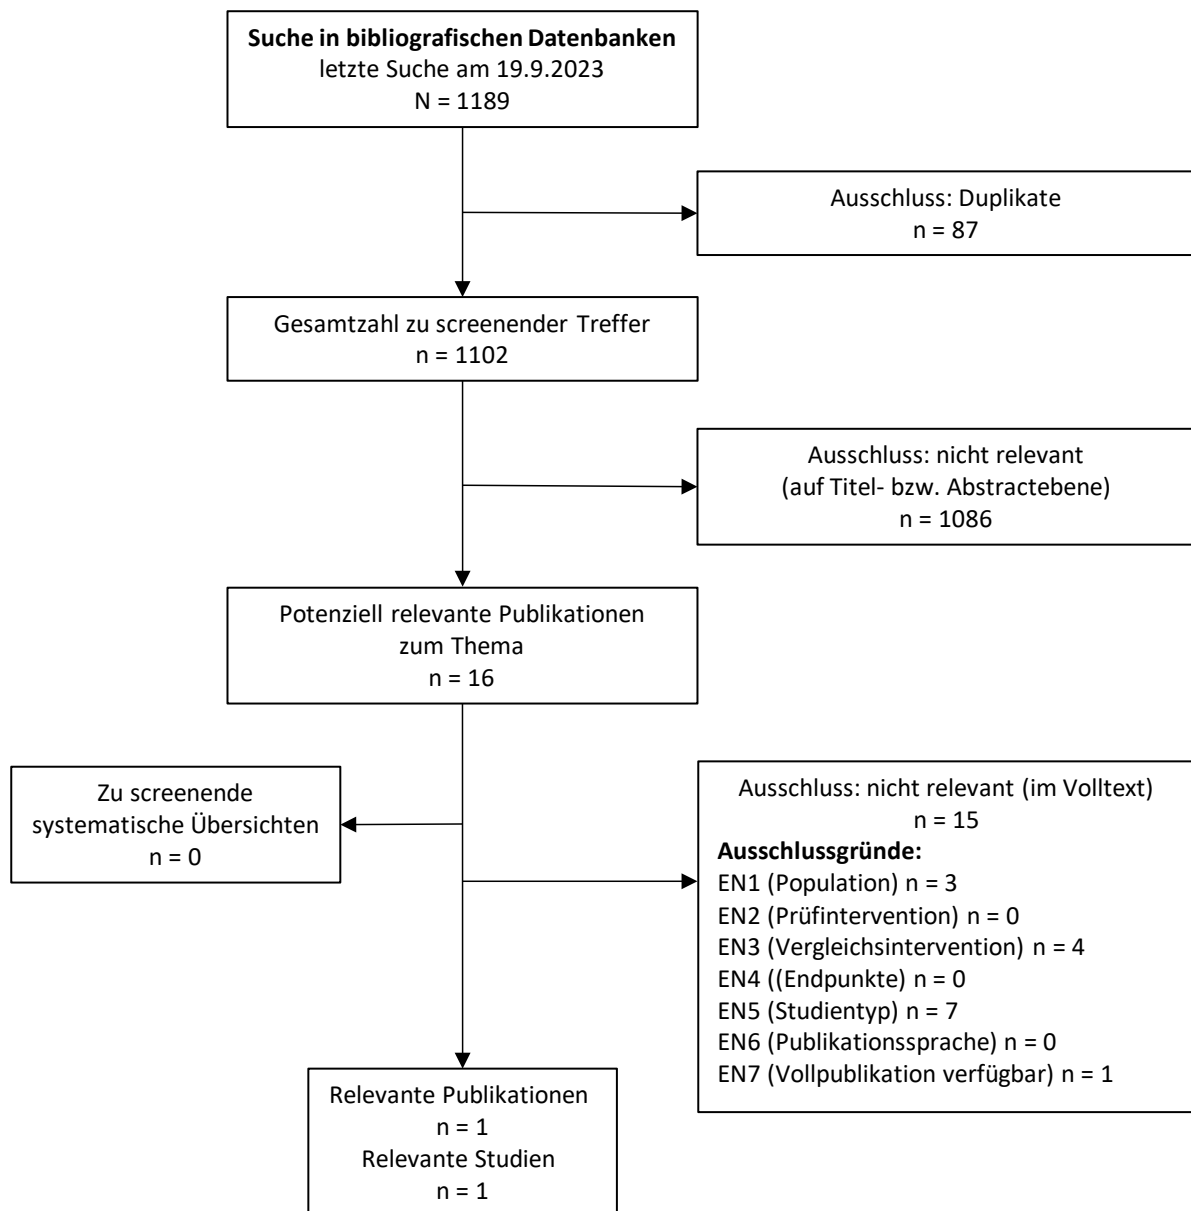 Suche in bibliografischen Datenbanken
letzte Suche am 19.9.2023
N = 1189
Ausschluss: Duplikate
n = 87
Gesamtzahl zu screenender Treffer
n = 1102
Ausschluss: nicht relevant
(auf Titel- bzw. Abstractebene)
n = 1086
Potenziell relevante Publikationen
zum Thema
n = 16
Zu screenende
systematische Übersichten
n = 0
Ausschluss: nicht relevant (im Volltext)
n = 15
Ausschlussgründe:
EN1 (Population) n = 3
EN2 (Prüfintervention) n = 0
EN3 (Vergleichsintervention) n = 4
EN4 ((Endpunkte) n = 0
EN5 (Studientyp) n = 7
EN6 (Publikationssprache) n = 0
EN7 (Vollpublikation verfügbar) n = 1
Relevante Publikationen
n = 1
Relevante Studien
n = 1